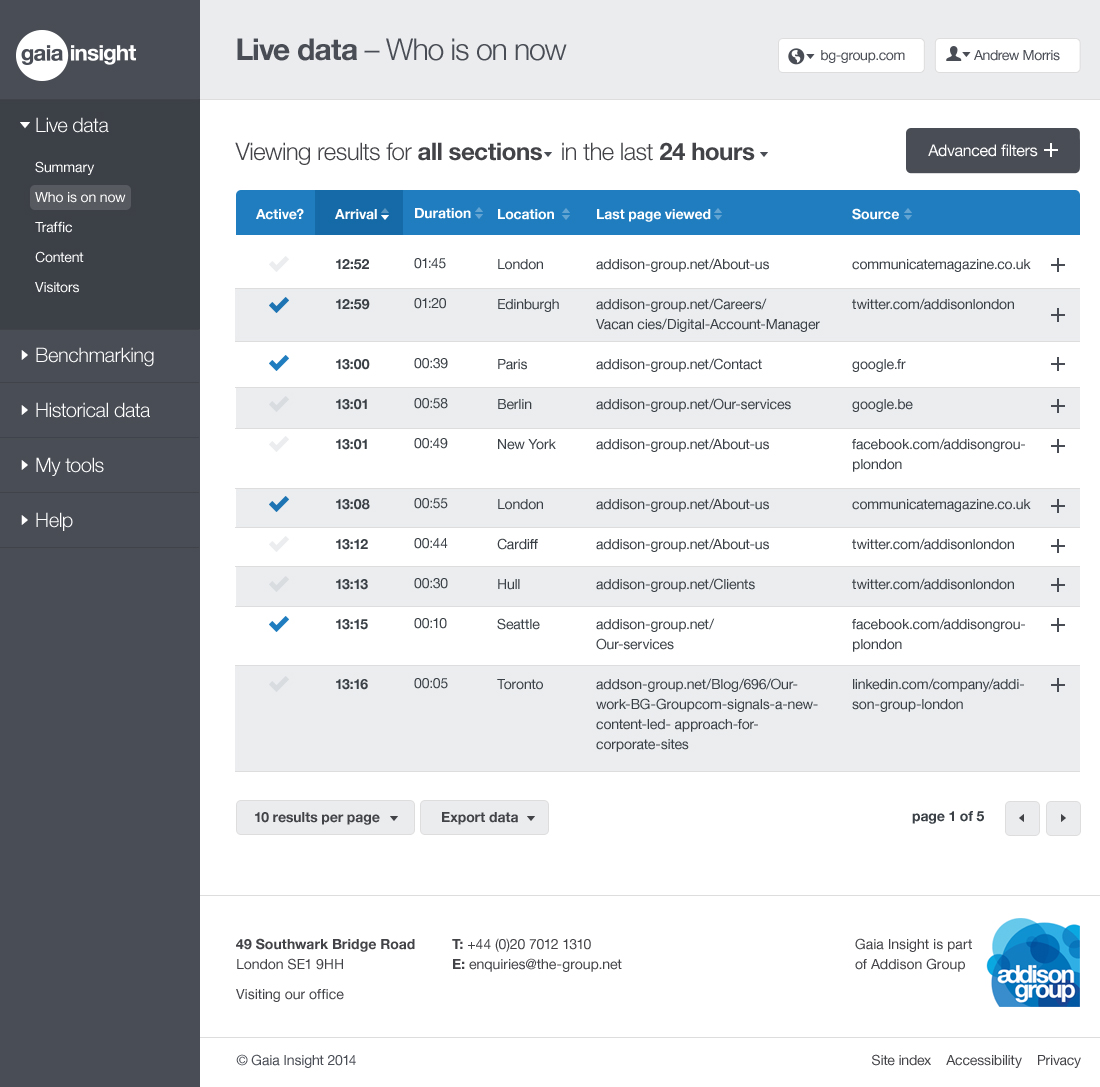 gaia insight
Live data – Who is on now
bg-group.com
Andrew Morris
Live data
Summary
Who is on now
Traffic
Content
Visitors
Benchmarking
Historical data
My tools
Help
Viewing results for all sections in the last 24 hours
Advanced filters +
Active? Arrival Duration Location Last page viewed Source
12:52 01:45 London addison-group.net/About-us communicatemagazine.co.uk +
12:59 01:20 Edinburgh addison-group.net/Careers/ twitter.com/addisonlondon +
Vacan cies/Digital-Account-Manager
13:00 00:39 Paris addison-group.net/Contact google.fr +
13:01 00:58 Berlin addison-group.net/Our-services google.be +
13:01 00:49 New York addison-group.net/About-us facebook.com/addisongrou- +
plondon
13:08 00:55 London addison-group.net/About-us communicatemagazine.co.uk +
13:12 00:44 Cardiff addison-group.net/About-us twitter.com/addisonlondon +
13:13 00:30 Hull addison-group.net/Clients twitter.com/addisonlondon +
13:15 00:10 Seattle addison-group.net/ facebook.com/addisongrou- +
Our-services plondon
13:16 00:05 Toronto addson-group.net/Blog/696/Our- linkedin.com/company/addi- +
work-BG-Groupcom-signals-a-new- son-group-london
content-led- approach-for-
corporate-sites
10 results per page
Export data
page 1 of 5
49 Southwark Bridge Road
London SE1 9HH
Visiting our office
T: +44 (0)20 7012 1310
E: enquiries@the-group.net
Gaia Insight is part
of Addison Group
addison
group
© Gaia Insight 2014
Site index Accessibility Privacy